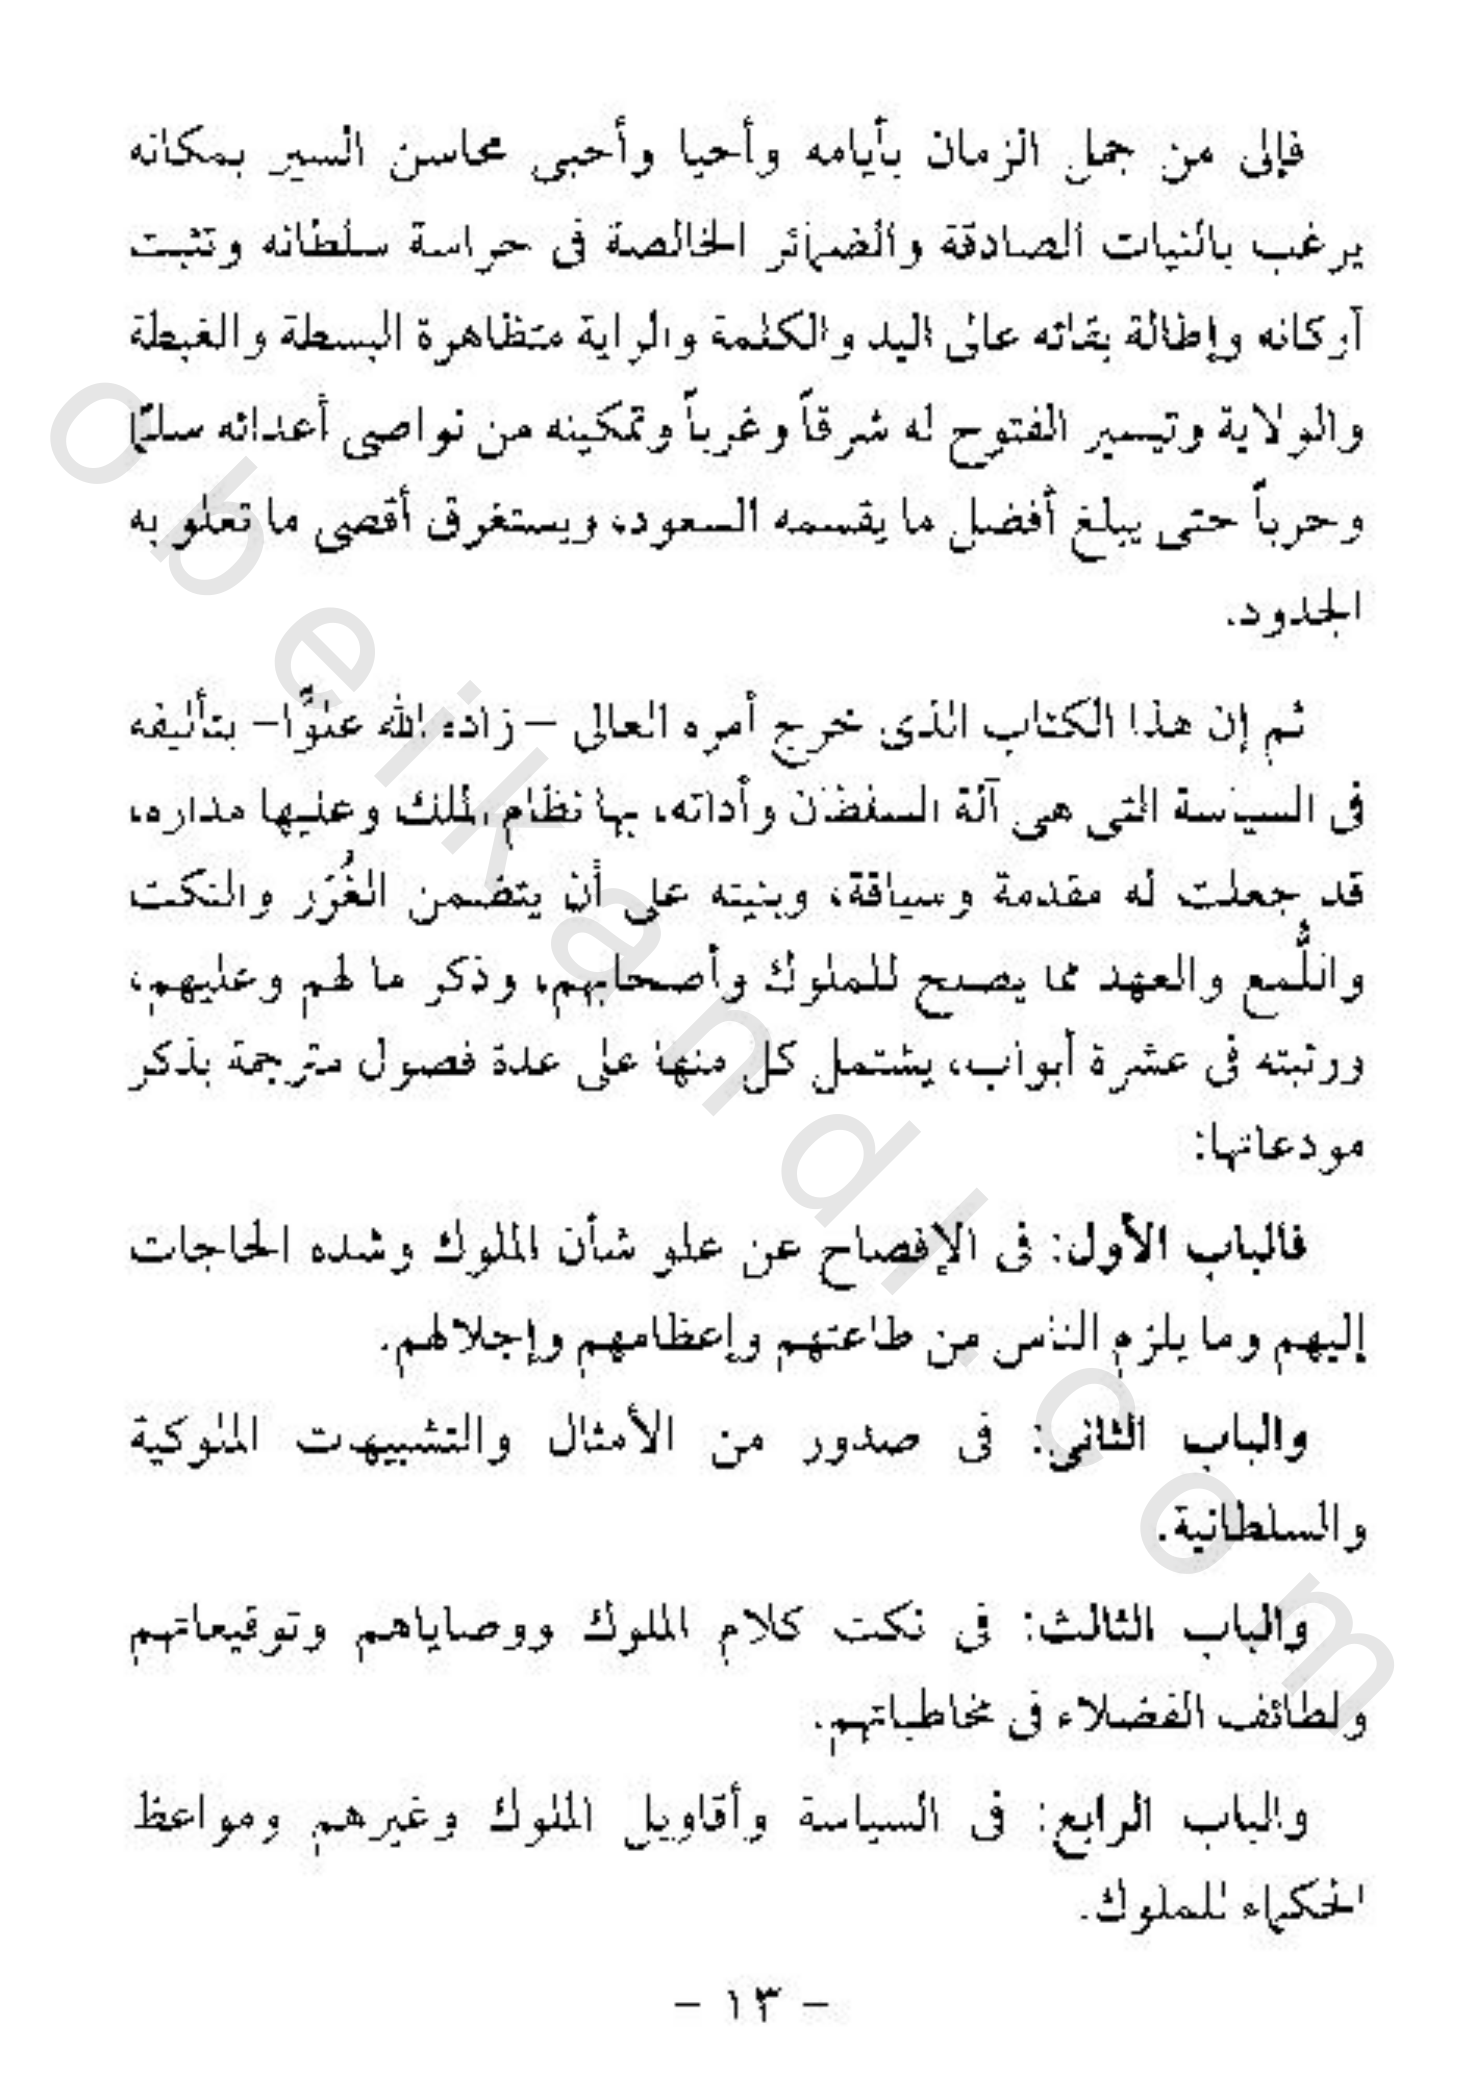 فإلى من جمل الزمان بأيامه وأحيا وأحبى محاسن السير بمكانه
يرغب بالنيات الصادقة والضمائر الخالصة فى حراسة سلطانه وتثبت
أركانه وإطالة بقائه عالى اليد والكلمة والراية متظاهرة البسطة والغبطة
والولاية وتيسير الفتوح له شرقاً وغرباً وتمكينه من نواصى أعدائه سلمًا
وحرباً حتى يبلغ أفضل ما يقسمه السعود، ويستغرق أقصى ما تعلو به
الجدود.
ثم إن هذا الكتاب الذى خرج أمره العالى – زاده الله علوًّا– بتأليفه
فى السياسة التى هى آلة السلطان وأداته، بها نظام الملك وعليها مداره،
قد جعلت له مقدمة وسياقة، وبنيته على أن يتضمن الغُرَر والنكت
واللُّمع والعهد مما يصلح للملوك وأصحابهم، وذكر ما لهم وعليهم،
ورتبته فى عشرة أبواب، يشتمل كل منها على عدة فصول مترجمة بذكر
مودعاتها:
فالباب الأول: فى الإفصاح عن علو شأن الملوك وشده الحاجات
إليهم وما يلزم الناس من طاعتهم وإعظامهم وإجلالهم.
والباب الثانى: فى صدور من الأمثال والتشبيهت الملوكية
والسلطانية.
والباب الثالث: فى نكت كلام الملوك ووصاياهم وتوقيعاتهم
ولطائف الفضلاء فى مخاطباتهم.
والباب الرابع: فى السياسة وأقاويل الملوك وغيرهم ومواعظ
الحكماء للملوك.
– ١٣ –
obeikandl.com